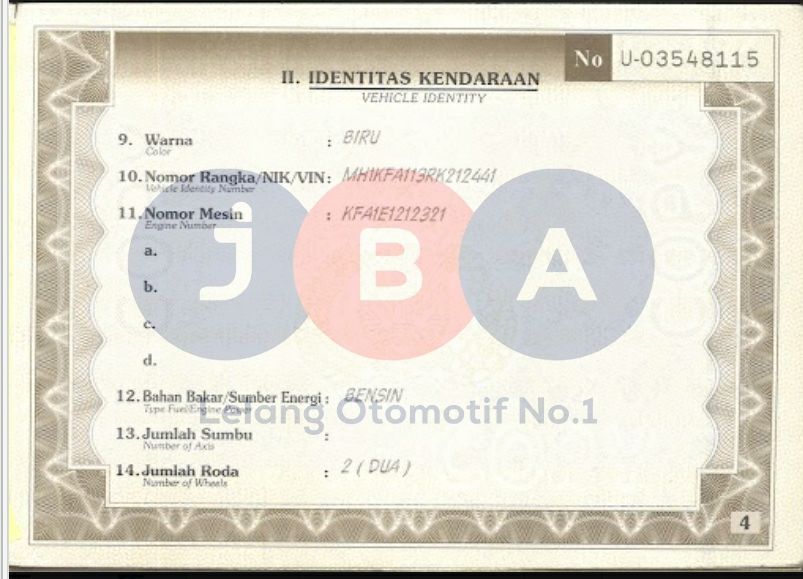 No U-03548115
II. IDENTITAS KENDARAAN
VEHICLE IDENTITY
9. Warna : BIRU
Color
10. Nomor Rangka/NIK/VIN : MH1KFA113RK212441
Vehicle Identity Number
11. Nomor Mesin : KFA1E1212321
Engine Number
a.
b.
c.
d.
JBA
12. Bahan Bakar/Sumber Energi : BENSIN
Type Fuel/Engine Power
Lelang Otomotif No.1
13. Jumlah Sumbu :
Number of Axis
14. Jumlah Roda : 2 ( DUA )
Number of Wheels
4